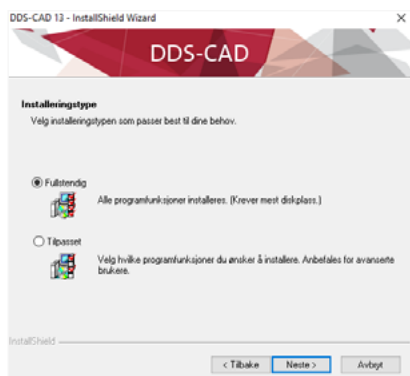 DDS-CAD 13 - InstallShield Wizard
DDS-CAD
Installeringstype
Velg installeringstypen som passer best til dine behov.
Fullstendig
Alle programfunksjoner installeres. (Krever mest diskplass.)
Tilpasset
Velg hvilke programfunksjoner du ønsker å installere. Anbefales for avanserte
brukere.
InstallShield
< Tilbake
Neste >
Avbryt